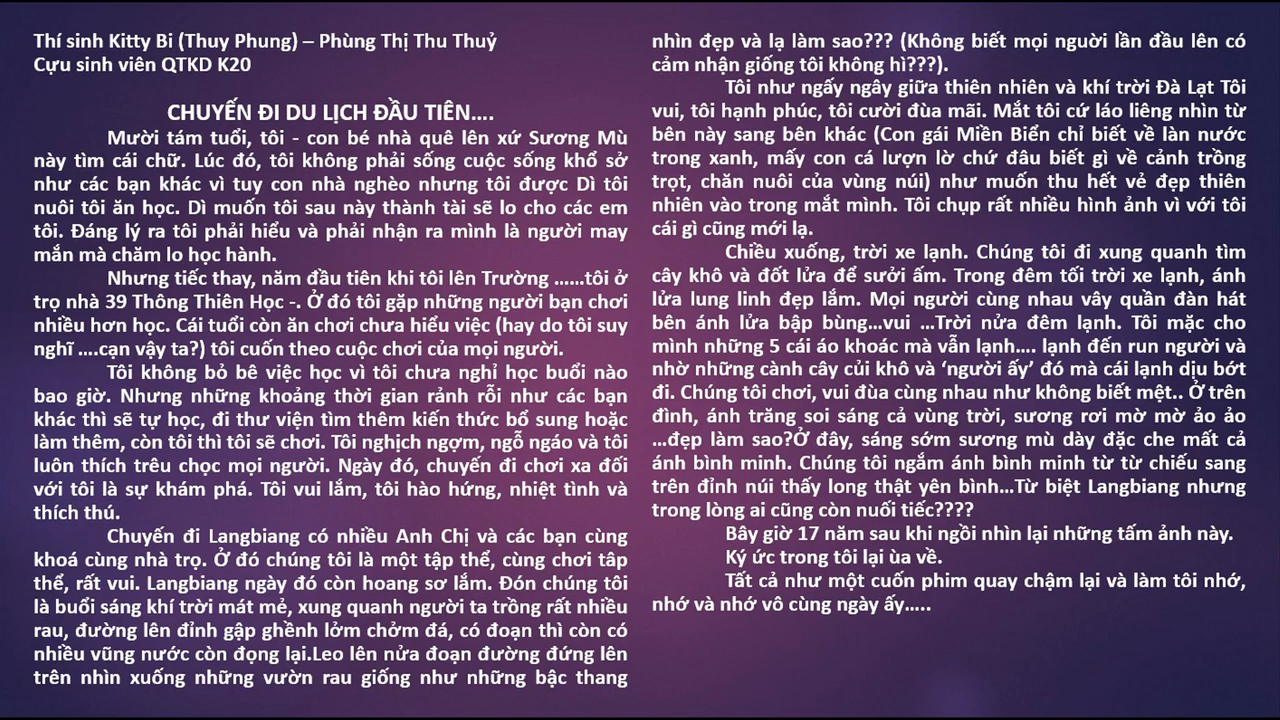 Thí sinh Kitty Bi (Thuy Phung) – Phùng Thị Thu Thuỷ
Cựu sinh viên QTKD K20
CHUYẾN ĐI DU LỊCH ĐẦU TIÊN....
Mười tám tuổi, tôi - con bé nhà quê lên xứ Sương Mù
này tìm cái chữ. Lúc đó, tôi không phải sống cuộc sống khổ sở
như các bạn khác vì tuy con nhà nghèo nhưng tôi được Dì tôi
nuôi tôi ăn học. Dì muốn tôi sau này thành tài sẽ lo cho các em
tôi. Đáng lý ra tôi phải hiểu và phải nhận ra mình là người may
mắn mà chăm lo học hành.
Nhưng tiếc thay, năm đầu tiên khi tôi lên Trường ......tôi ở
trọ nhà 39 Thông Thiên Học -. Ở đó tôi gặp những người bạn chơi
nhiều hơn học. Cái tuổi còn ăn chơi chưa hiểu việc (hay do tôi suy
nghĩ ....cạn vậy ta?) tôi cuốn theo cuộc chơi của mọi người.
Tôi không bỏ bê việc học vì tôi chưa nghỉ học buổi nào
bao giờ. Nhưng những khoảng thời gian rảnh rỗi như các bạn
khác thì sẽ tự học, đi thư viện tìm thêm kiến thức bổ sung hoặc
làm thêm, còn tôi thì tôi sẽ chơi. Tôi nghịch ngợm, ngỗ ngáo và tôi
luôn thích trêu chọc mọi người. Ngày đó, chuyến đi chơi xa đối
với tôi là sự khám phá. Tôi vui lắm, tôi hào hứng, nhiệt tình và
thích thú.
Chuyến đi Langbiang có nhiều Anh Chị và các bạn cùng
khoá cùng nhà trọ. Ở đó chúng tôi là một tập thể, cùng chơi tâp
thể, rất vui. Langbiang ngày đó còn hoang sơ lắm. Đón chúng tôi
là buổi sáng khí trời mát mẻ, xung quanh người ta trồng rất nhiều
rau, đường lên đỉnh gập ghềnh lởm chởm đá, có đoạn thì còn có
nhiều vũng nước còn đọng lại.Leo lên nửa đoạn đường đứng lên
trên nhìn xuống những vườn rau giống như những bậc thang
nhìn đẹp và lạ làm sao??? (Không biết mọi nguời lần đầu lên có
cảm nhận giống tôi không hì???).
Tôi như ngấy ngây giữa thiên nhiên và khí trời Đà Lạt Tôi
vui, tôi hạnh phúc, tôi cười đùa mãi. Mắt tôi cứ láo liêng nhìn từ
bên này sang bên khác (Con gái Miền Biển chỉ biết về làn nước
trong xanh, mấy con cá lượn lờ chứ đâu biết gì về cảnh trồng
trọt, chăn nuôi của vùng núi) như muốn thu hết vẻ đẹp thiên
nhiên vào trong mắt mình. Tôi chụp rất nhiều hình ảnh vì với tôi
cái gì cũng mới lạ.
Chiều xuống, trời xe lạnh. Chúng tôi đi xung quanh tìm
cây khô và đốt lửa để sưởi ấm. Trong đêm tối trời xe lạnh, ánh
lửa lung linh đẹp lắm. Mọi người cùng nhau vây quần đàn hát
bên ánh lửa bập bùng...vui ...Trời nửa đêm lạnh. Tôi mặc cho
mình những 5 cái áo khoác mà vẫn lạnh.... lạnh đến run người và
nhờ những cành cây củi khô và ‘người ấy’ đó mà cái lạnh dịu bớt
đi. Chúng tôi chơi, vui đùa cùng nhau như không biết mệt.. Ở trên
đình, ánh trăng soi sáng cả vùng trời, sương rơi mờ mờ ảo ảo
...đẹp làm sao?Ở đây, sáng sớm sương mù dày đặc che mất cả
ánh bình minh. Chúng tôi ngắm ánh bình minh từ từ chiếu sang
trên đỉnh núi thấy long thật yên bình...Từ biệt Langbiang nhưng
trong lòng ai cũng còn nuối tiếc????
Bây giờ 17 năm sau khi ngồi nhìn lại những tấm ảnh này.
Ký ức trong tôi lại ùa về.
Tất cả như một cuốn phim quay chậm lại và làm tôi nhớ,
nhớ và nhớ vô cùng ngày ấy.....